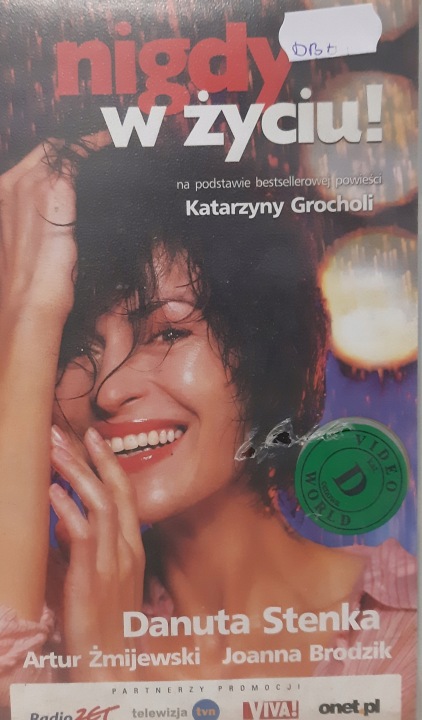 nigdy
w życiu!
na podstawie bestsellerowej powieści
Katarzyny Grocholi
VIDEO
D
WORLD
Danuta Stenka
Artur Żmijewski Joanna Brodzik
PARTNERZY PROMOCJI
Radio ZET telewizja tvn VIVA! onet.pl